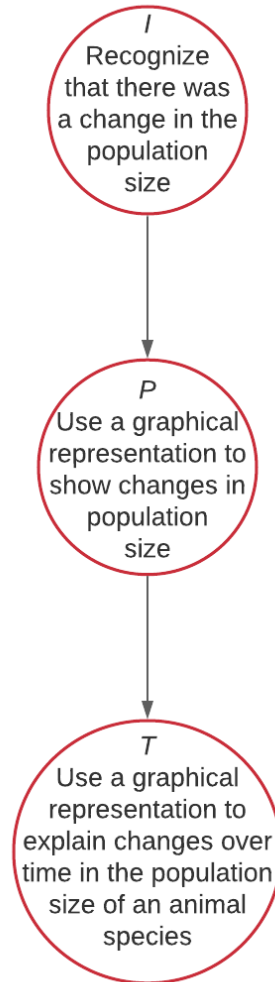 I
Recognize
that there was
a change in the
population
size
P
Use a graphical
representation to
show changes in
population
size
T
Use a graphical
representation to
explain changes over
time in the population
size of an animal
species